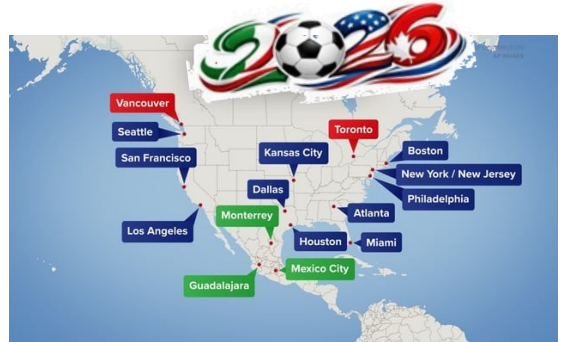 2026
Vancouver
Seattle
San Francisco
Los Angeles
Kansas City
Dallas
Monterrey
Guadalajara
Mexico City
Houston
Miami
Atlanta
Toronto
Boston
New York / New Jersey
Philadelphia